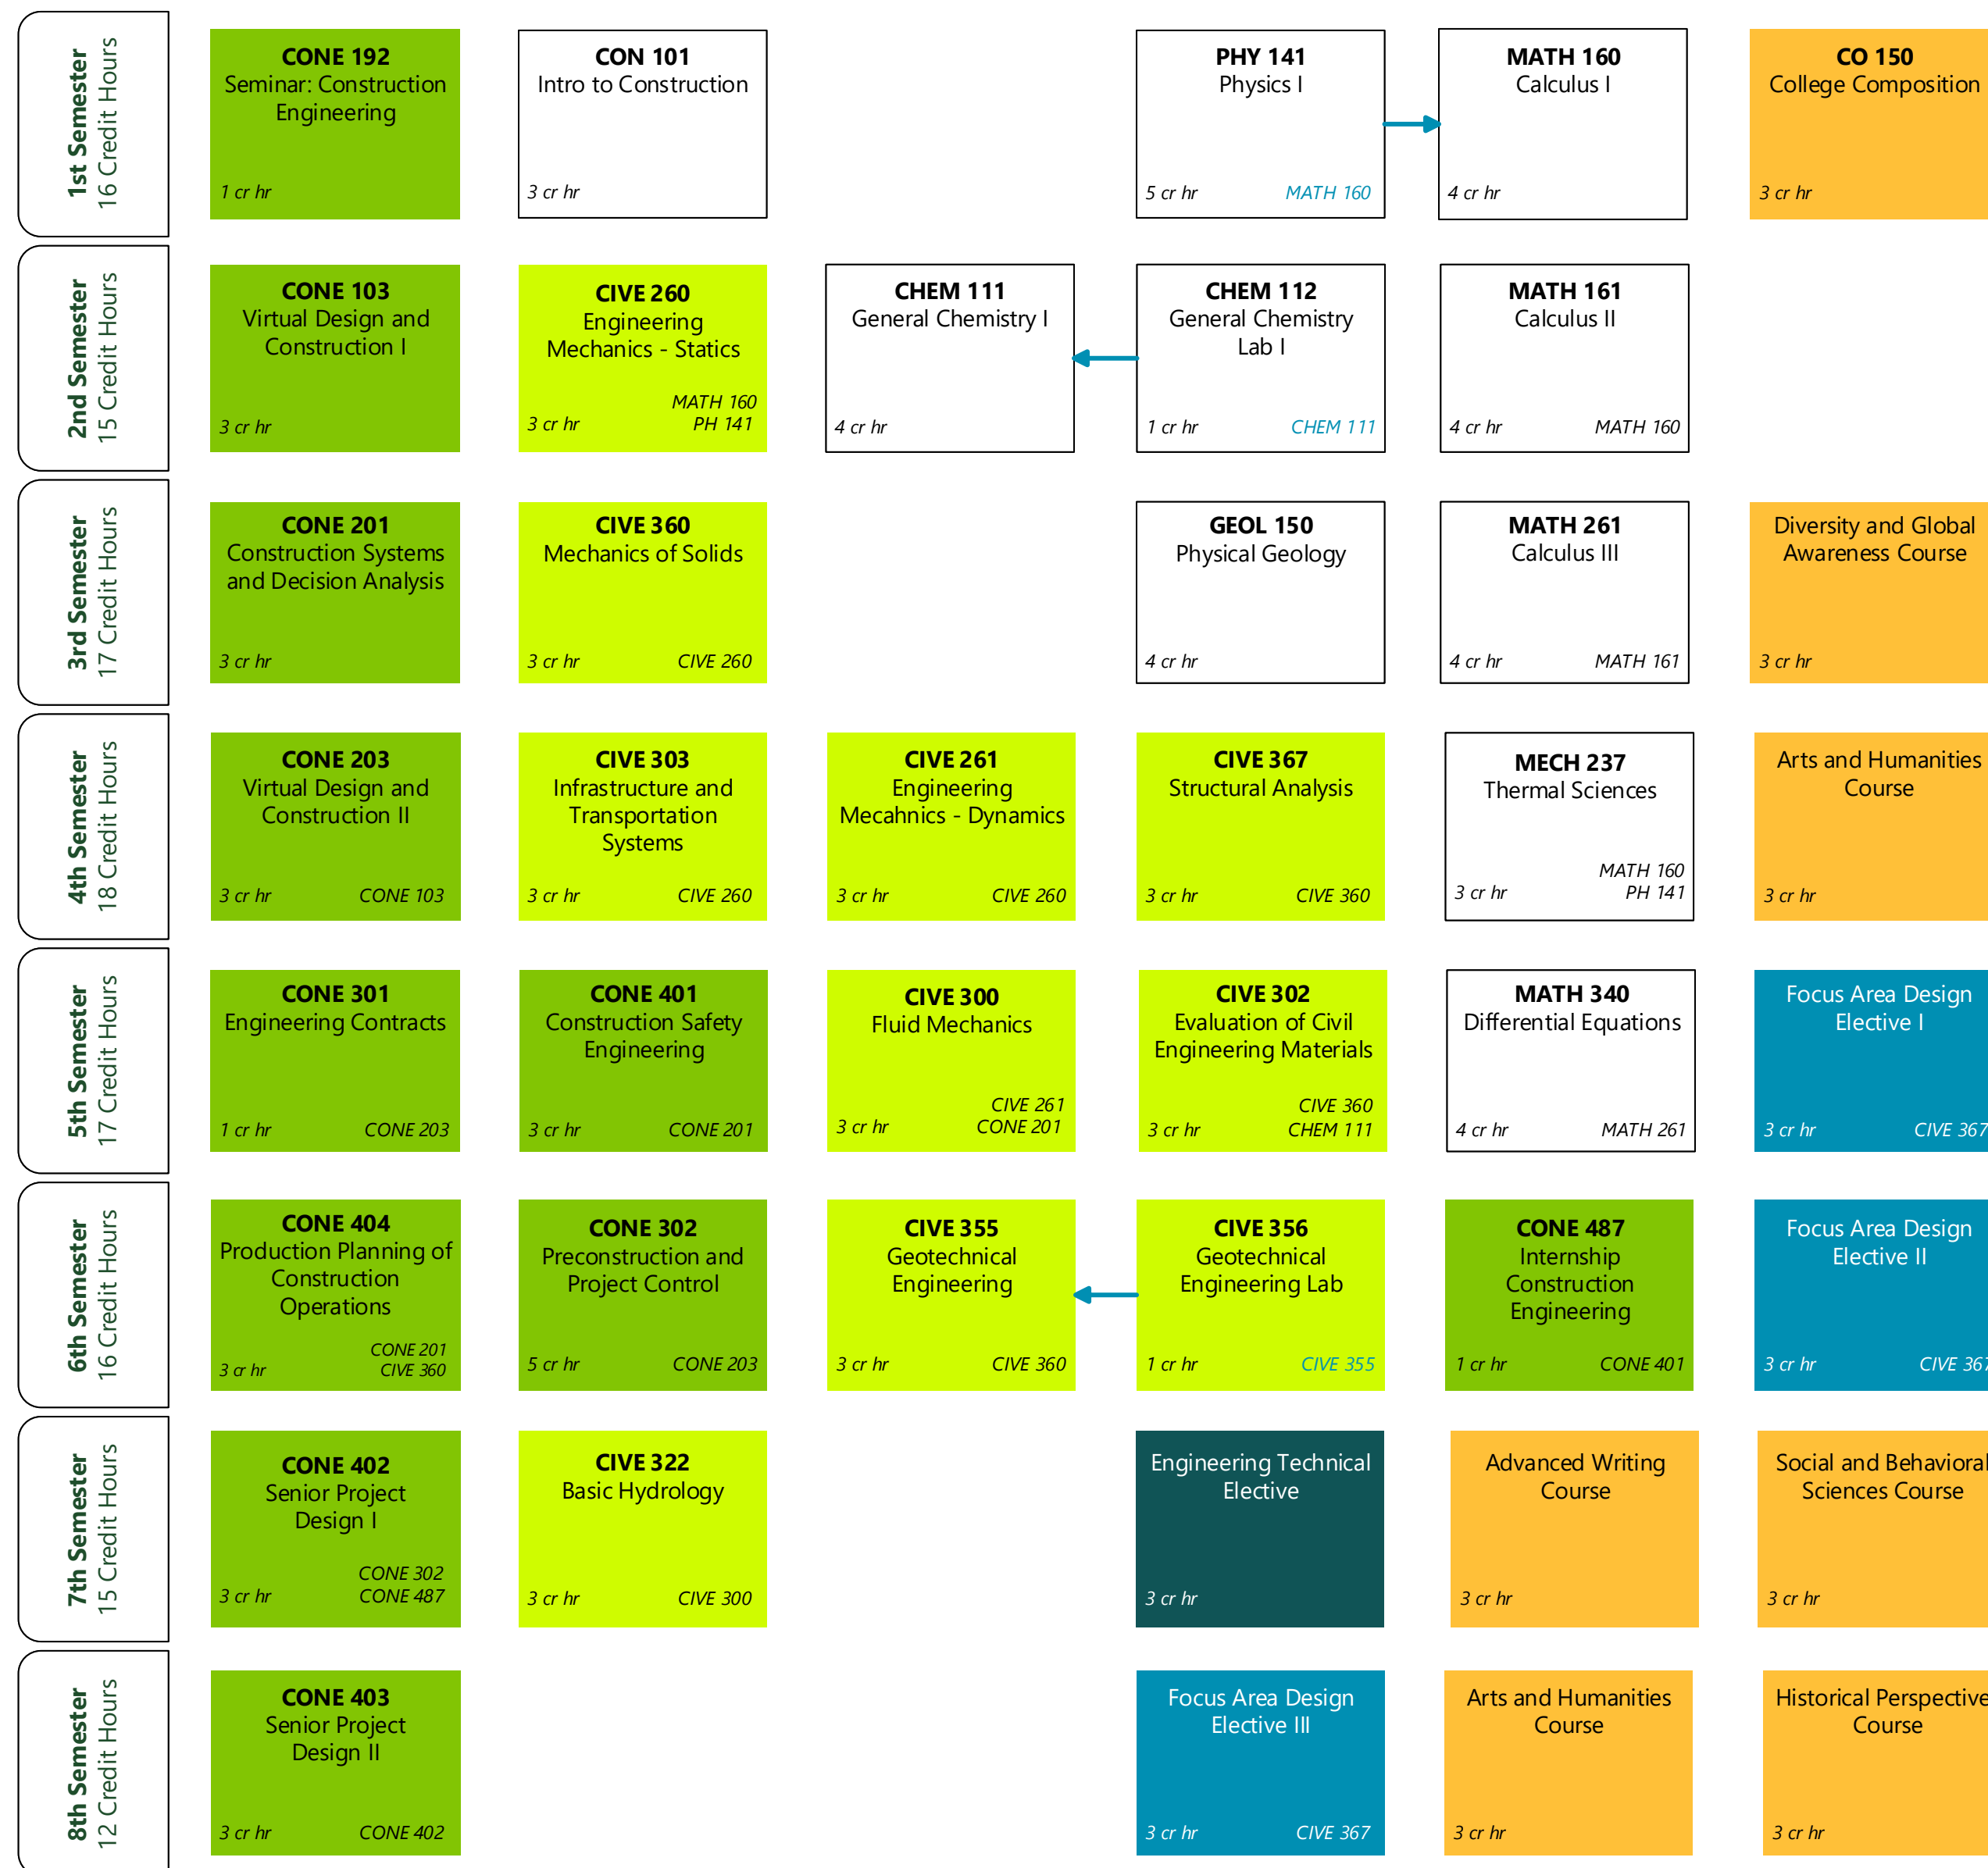 1st Semester
16 Credit Hours
CONE 192
Seminar: Construction
Engineering
1 cr hr
CON 101
Intro to Construction
3 cr hr
PHY 141
Physics I
5 cr hr
MATH 160
MATH 160
Calculus I
4 cr hr
CO 150
College Composition
3 cr hr
2nd Semester
15 Credit Hours
CONE 103
Virtual Design and
Construction I
3 cr hr
CIVE 260
Engineering
Mechanics - Statics
MATH 160
3 cr hr
PH 141
CHEM 111
General Chemistry I
4 cr hr
CHEM 112
General Chemistry
Lab I
1 cr hr
CHEM 111
MATH 161
Calculus II
4 cr hr
MATH 160
3rd Semester
17 Credit Hours
CONE 201
Construction Systems
and Decision Analysis
3 cr hr
CIVE 360
Mechanics of Solids
3 cr hr
CIVE 260
GEOL 150
Physical Geology
4 cr hr
MATH 261
Calculus III
4 cr hr
MATH 161
Diversity and Global
Awareness Course
3 cr hr
4th Semester
18 Credit Hours
CONE 203
Virtual Design and
Construction II
3 cr hr
CONE 103
CIVE 303
Infrastructure and
Transportation
Systems
3 cr hr
CIVE 260
CIVE 261
Engineering
Mecahnics - Dynamics
3 cr hr
CIVE 260
CIVE 367
Structural Analysis
3 cr hr
CIVE 360
MECH 237
Thermal Sciences
MATH 160
3 cr hr
PH 141
Arts and Humanities
Course
3 cr hr
5th Semester
17 Credit Hours
CONE 301
Engineering Contracts
1 cr hr
CONE 203
CONE 401
Construction Safety
Engineering
3 cr hr
CONE 201
CIVE 300
Fluid Mechanics
CIVE 261
3 cr hr
CONE 201
CIVE 302
Evaluation of Civil
Engineering Materials
CIVE 360
3 cr hr
CHEM 111
MATH 340
Differential Equations
4 cr hr
MATH 261
Focus Area Design
Elective I
3 cr hr
CIVE 367
6th Semester
16 Credit Hours
CONE 404
Production Planning of
Construction
Operations
CONE 201
3 cr hr
CIVE 360
CONE 302
Preconstruction and
Project Control
5 cr hr
CONE 203
CIVE 355
Geotechnical
Engineering
3 cr hr
CIVE 360
CIVE 356
Geotechnical
Engineering Lab
1 cr hr
CIVE 355
CONE 487
Internship
Construction
Engineering
1 cr hr
CONE 401
Focus Area Design
Elective II
3 cr hr
CIVE 367
7th Semester
15 Credit Hours
CONE 402
Senior Project
Design I
CONE 302
3 cr hr
CONE 487
CIVE 322
Basic Hydrology
3 cr hr
CIVE 300
Engineering Technical
Elective
3 cr hr
Advanced Writing
Course
3 cr hr
Social and Behavioral
Sciences Course
3 cr hr
8th Semester
12 Credit Hours
CONE 403
Senior Project
Design II
3 cr hr
CONE 402
Focus Area Design
Elective III
3 cr hr
CIVE 367
Arts and Humanities
Course
3 cr hr
Historical Perspective
Course
3 cr hr